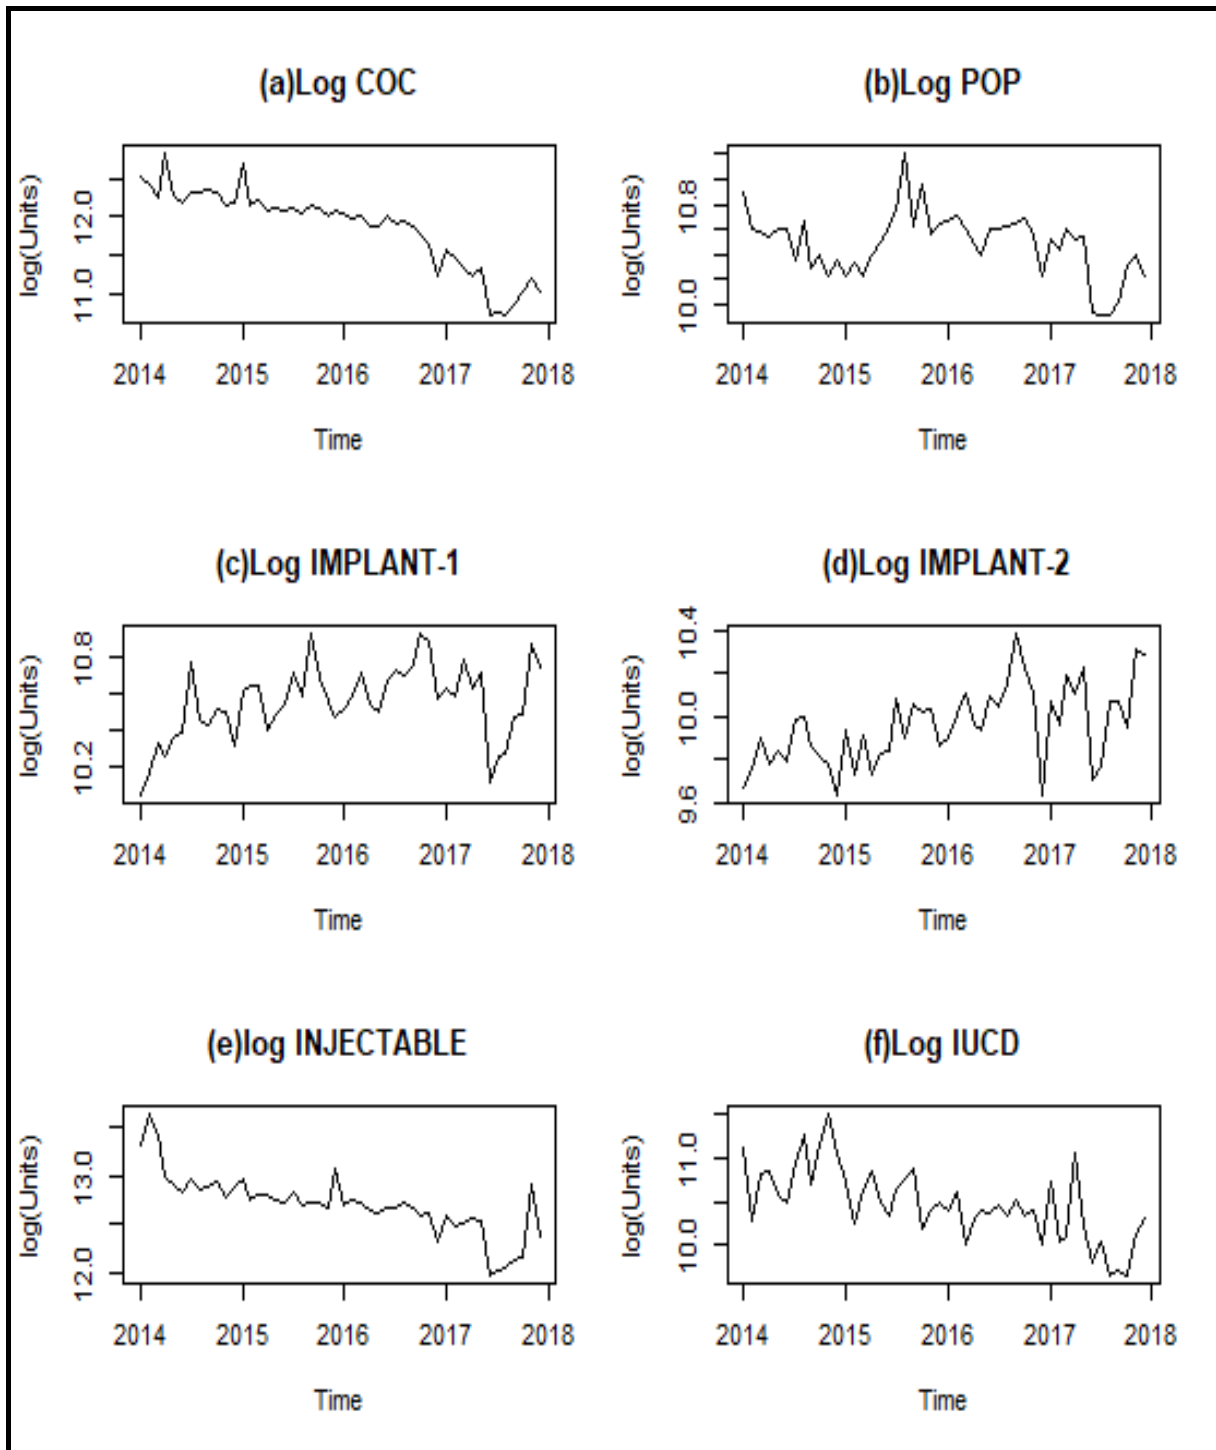 (a)Log COC
log(Units)
12.0
11.0
2014 2015 2016 2017 2018
Time
(b)Log POP
log(Units)
10.8
10.0
2014 2015 2016 2017 2018
Time
(c)Log IMPLANT-1
log(Units)
10.8
10.2
2014 2015 2016 2017 2018
Time
(d)Log IMPLANT-2
log(Units)
10.4
10.0
9.6
2014 2015 2016 2017 2018
Time
(e)log INJECTABLE
log(Units)
13.0
12.0
2014 2015 2016 2017 2018
Time
(f)Log IUCD
log(Units)
11.0
10.0
2014 2015 2016 2017 2018
Time